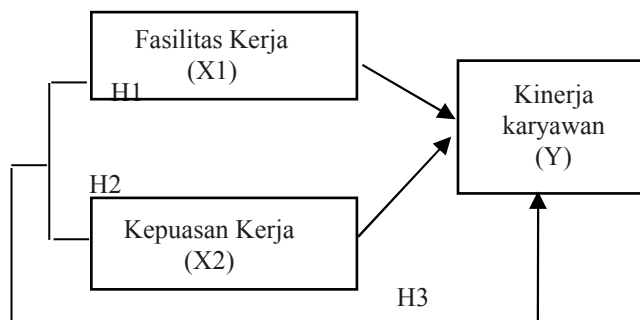 Fasilitas Kerja
(X1)
H1
Kinerja
karyawan
(Y)
H2
Kepuasan Kerja
(X2)
H3